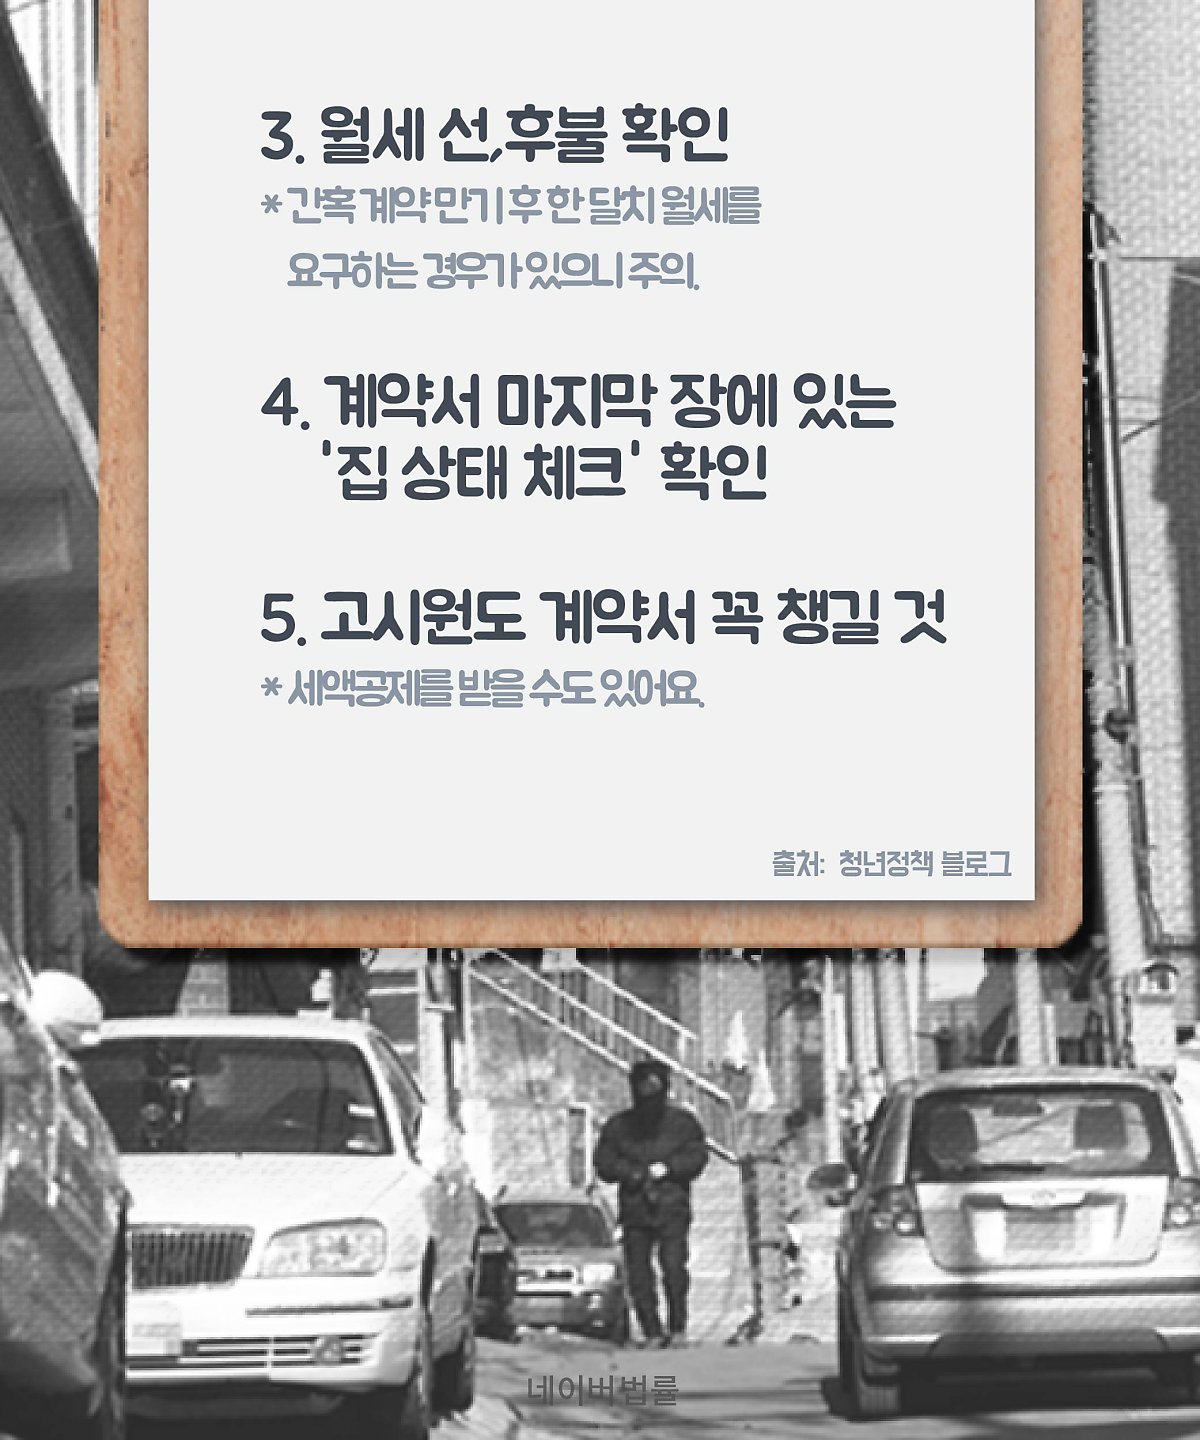 3. 월세 선,후불 확인
* 간혹 계약 만기 후 한 달치 월세를
요구하는 경우가 있으니 주의.
4. 계약서 마지막 장에 있는
'집 상태 체크' 확인
5. 고시원도 계약서 꼭 챙길 것
* 세액공제를 받을 수도 있어요.
출처: 청년정책 블로그
네이버법률